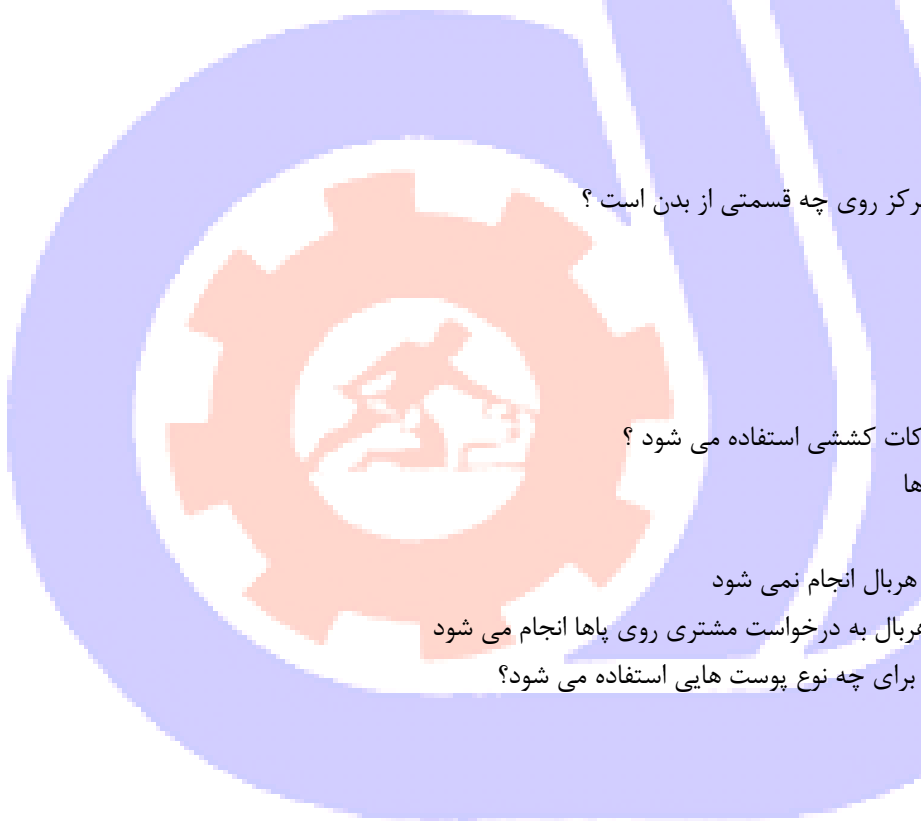 رکز روی چه قسمتی از بدن است ؟
کات کششی استفاده می شود ؟
ها
هربال انجام نمی شود
هربال به درخواست مشتری روی پاها انجام می شود
برای چه نوع پوست هایی استفاده می شود؟